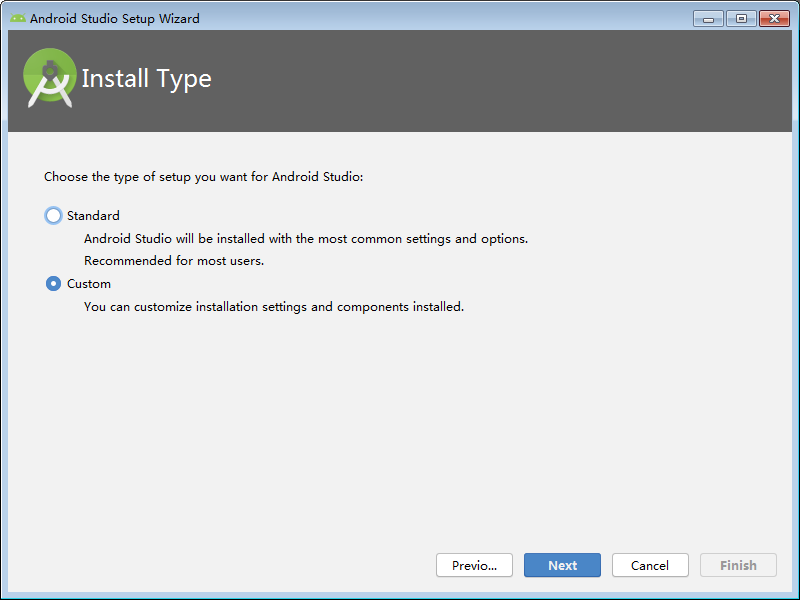 Android Studio Setup Wizard
Install Type
Choose the type of setup you want for Android Studio:
Standard
Android Studio will be installed with the most common settings and options.
Recommended for most users.
Custom
You can customize installation settings and components installed.
Previo... Next Cancel Finish